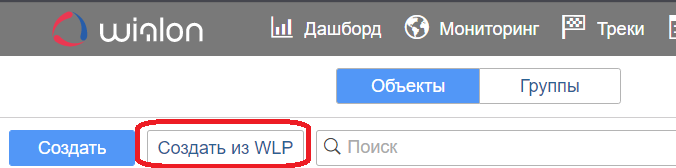 wialon Дашборд Мониторинг Треки
Объекты Группы
Создать Создать из WLP Поиск